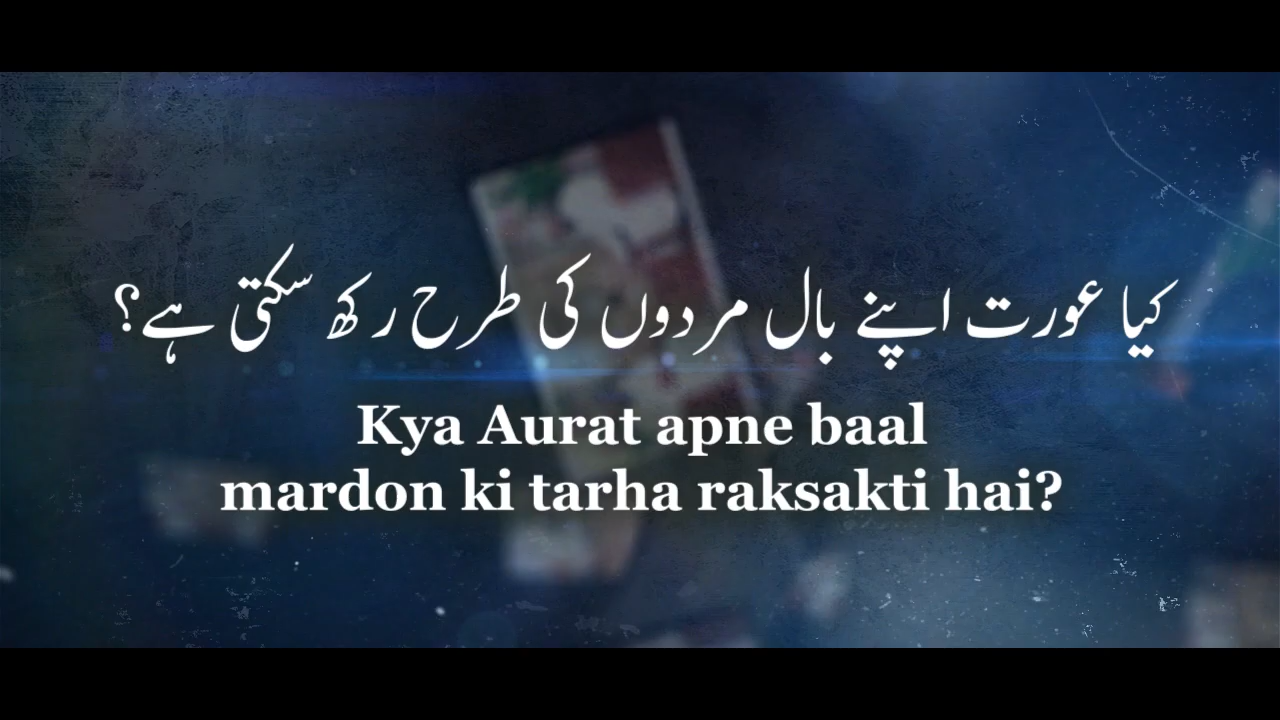 کیا عورت اپنے بال مردوں کی طرح رکھ سکتی ہے؟
Kya Aurat apne baal
mardon ki tarha raksakti hai?